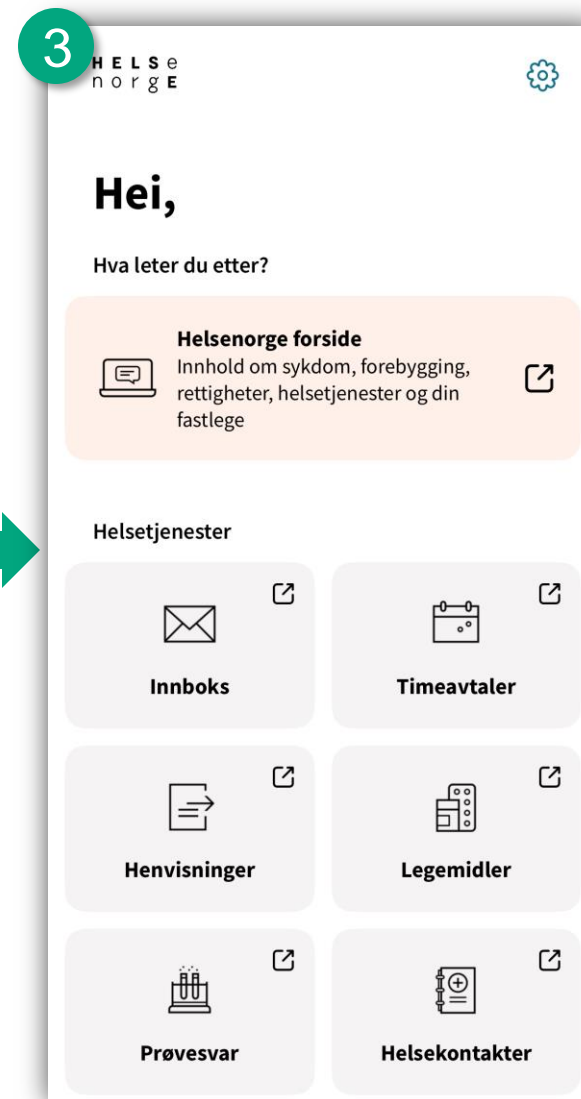 3
HELSe
norgE
Hei,
Hva leter du etter?
Helsenorge forside
Innhold om sykdom, forebygging,
rettigheter, helsetjenester og din
fastlege
Helsetjenester
Innboks
Timeavtaler
Henvisninger
Legemidler
Prøvesvar
Helsekontakter